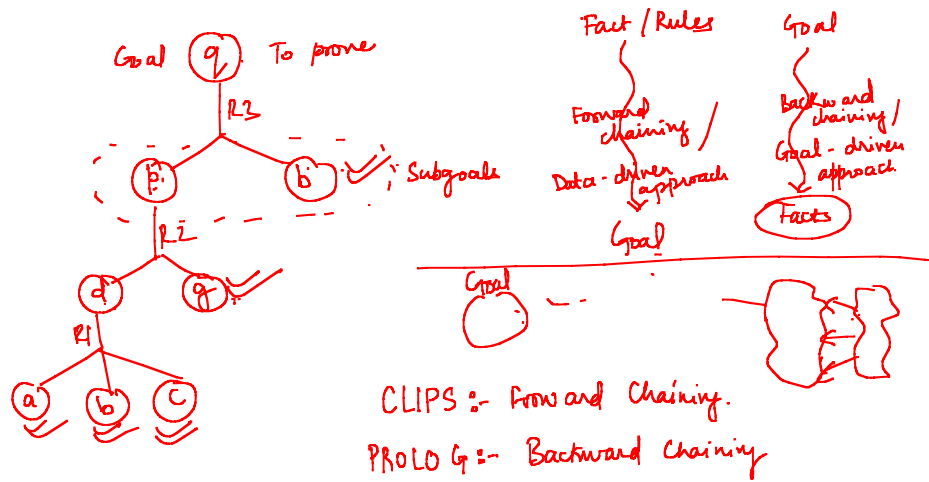 Goal q. To prove
R3
p b Subgoals
R2
d g
R1
a b c
Fact / Rules
Forward
chaining /
Data-driven
approach
Goal
Goal
Backward
chaining /
Goal-driven
approach
Facts
Goal
CLIPS :- Forward Chaining.
PROLOG :- Backward Chaining